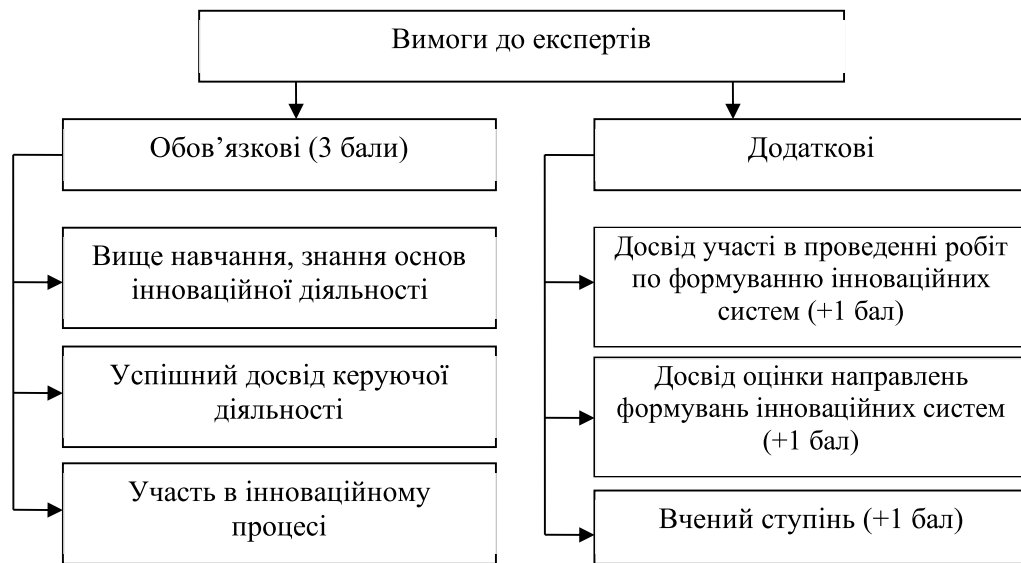 Вимоги до експертів
Обов’язкові (3 бали)
Вище навчання, знання основ
інноваційної діяльності
Успішний досвід керуючої
діяльності
Участь в інноваційному
процесі
Додаткові
Досвід участі в проведенні робіт
по формуванню інноваційних
систем (+1 бал)
Досвід оцінки направлень
формувань інноваційних систем
(+1 бал)
Вчений ступінь (+1 бал)